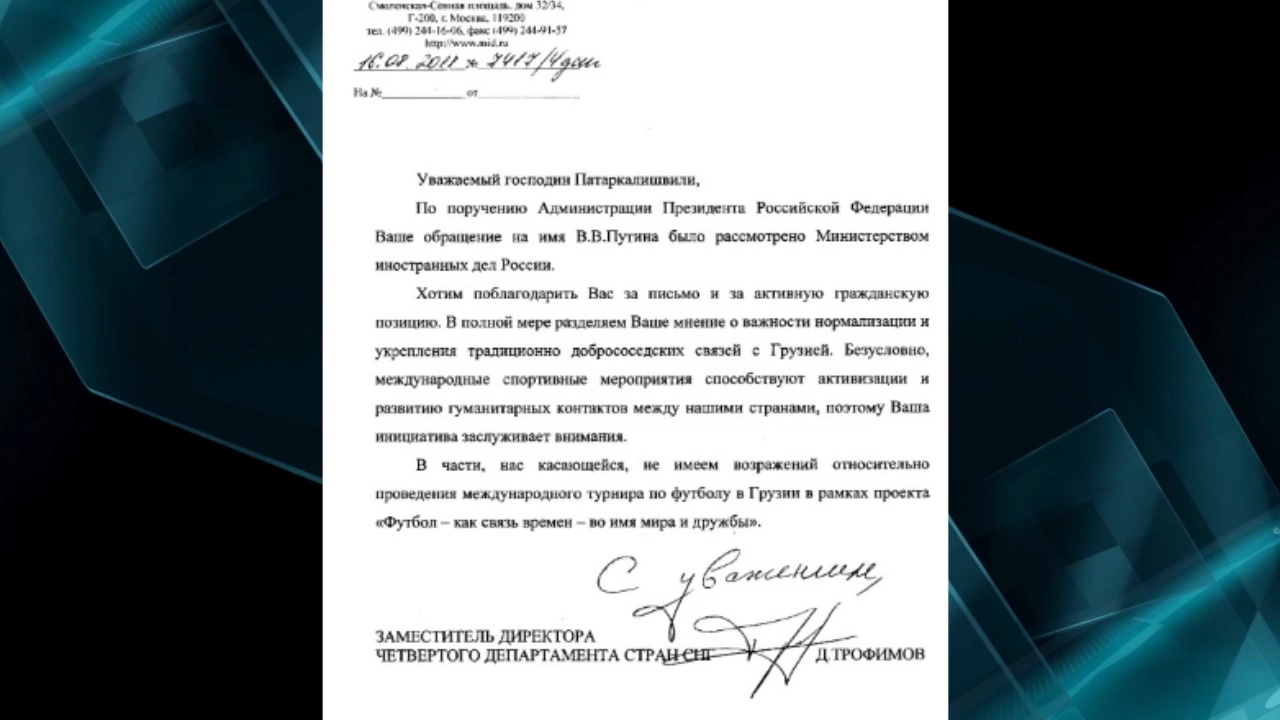 Смоленская-Сенная площадь, дом 32/34,
Г-200, г. Москва, 119200
тел. (499) 244-16-06, факс (499) 244-91-57
http://www.mid.ru
16.08. № 7417/4дснг
На № от
Уважаемый господин Патаркалишвили,
По поручению Администрации Президента Российской Федерации
Ваше обращение на имя В.В.Путина было рассмотрено Министерством
иностранных дел России.
Хотим поблагодарить Вас за письмо и за активную гражданскую
позицию. В полной мере разделяем Ваше мнение о важности нормализации и
укрепления традиционно добрососедских связей с Грузией. Безусловно,
международные спортивные мероприятия способствуют активизации и
развитию гуманитарных контактов между нашими странами, поэтому Ваша
инициатива заслуживает внимания.
В части, нас касающейся, не имеем возражений относительно
проведения международного турнира по футболу в Грузии в рамках проекта
«Футбол – как связь времен – во имя мира и дружбы».
С уважением,
ЗАМЕСТИТЕЛЬ ДИРЕКТОРА
ЧЕТВЕРТОГО ДЕПАРТАМЕНТА СТРАН СНГ Д.ТРОФИМОВ